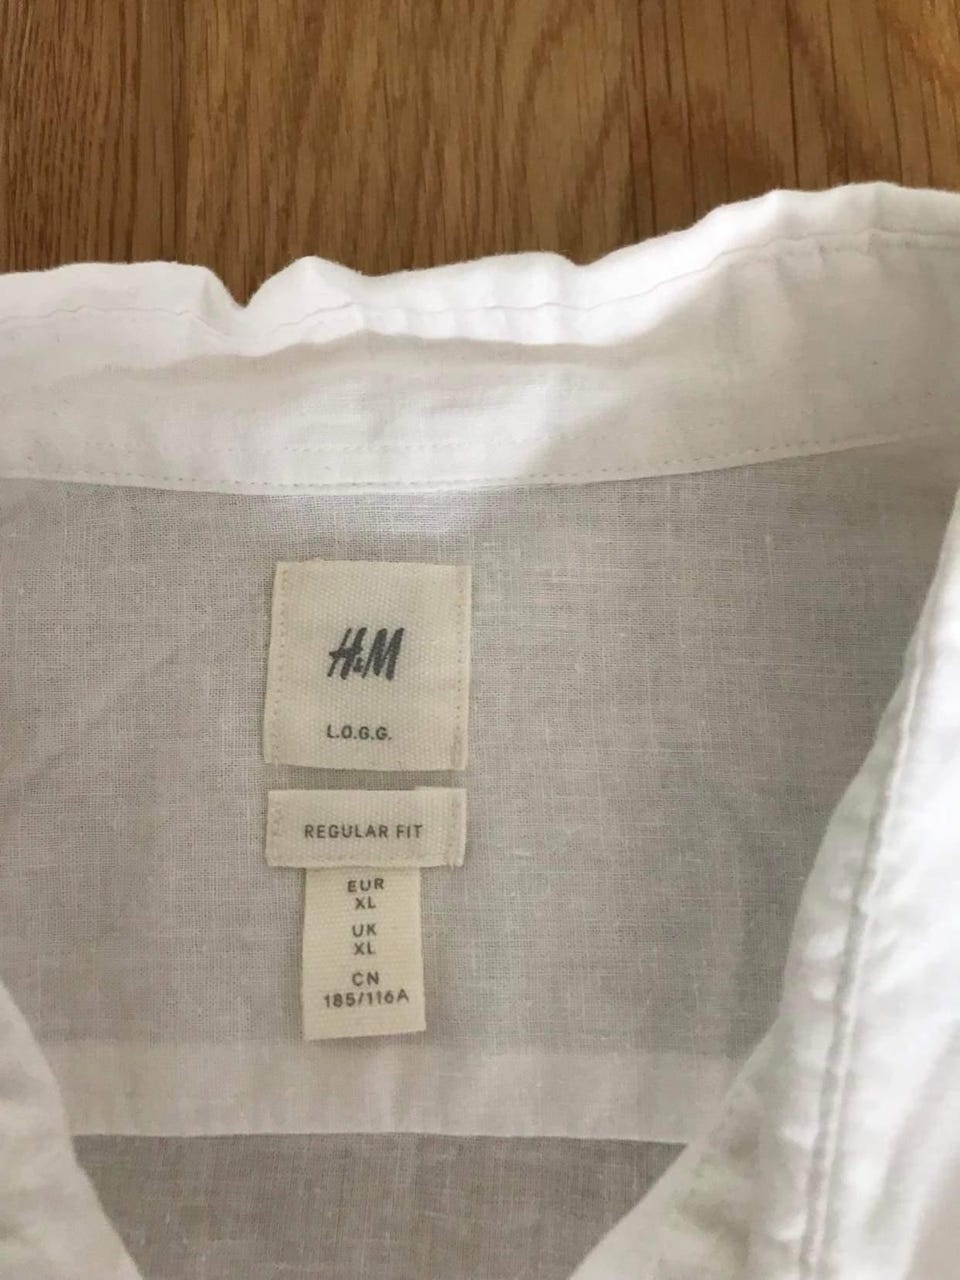 H&M
L.O.G.G.
REGULAR FIT
EUR
XL
UK
XL
CN
185/116A